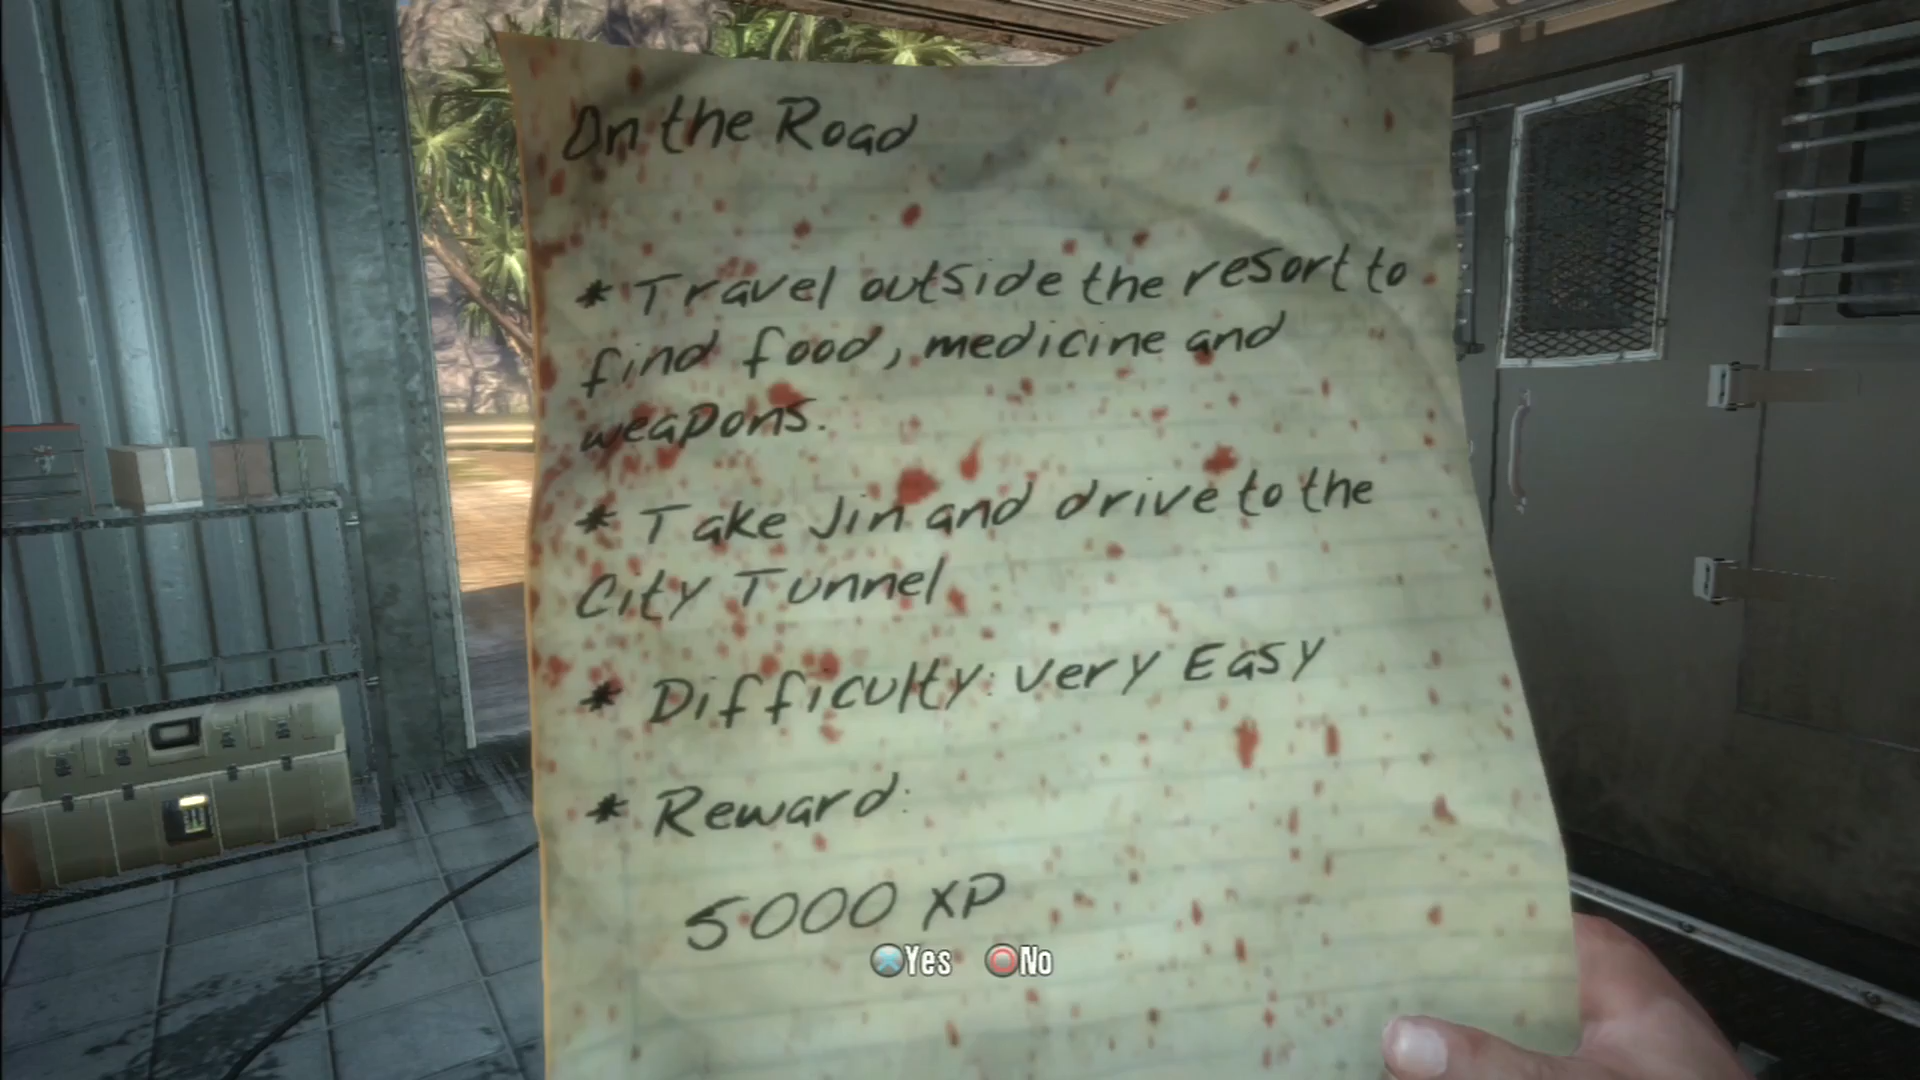 On the Road
* Travel outside the resort to
find food, medicine and
weapons.
* Take Jin and drive to the
City Tunnel
* Difficulty: Very Easy
* Reward:
5000 XP
Yes No